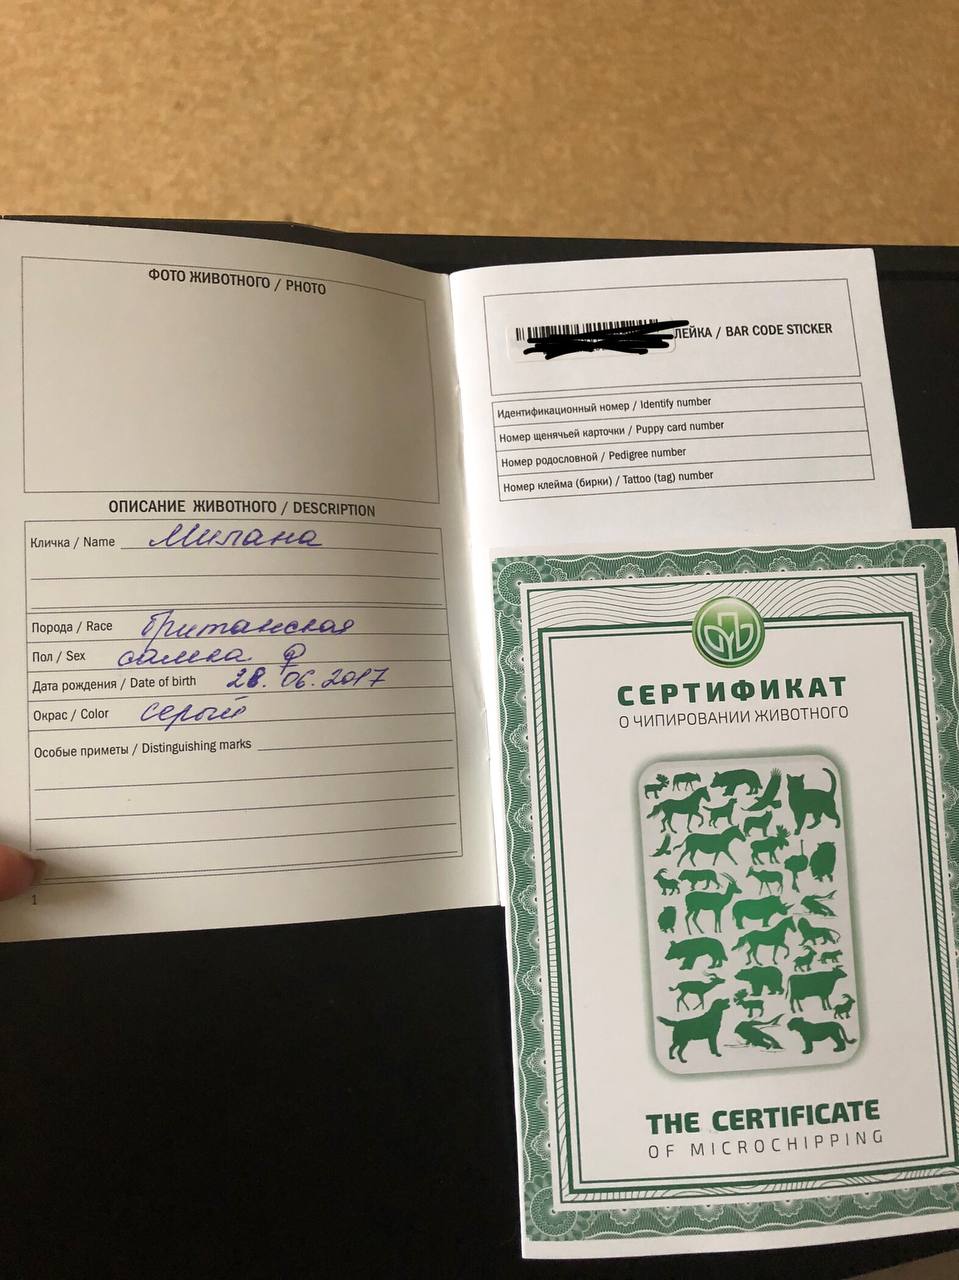 ФОТО ЖИВОТНОГО / PHOTO
ОПИСАНИЕ ЖИВОТНОГО / DESCRIPTION
Кличка / Name Милана
Порода / Race британская
Пол / Sex самка
Дата рождения / Date of birth 28.06.2017
Окрас / Color серый
Особые приметы / Distinguishing marks
1
ЛЕЙКА / BAR CODE STICKER
Идентификационный номер / Identify number
Номер щенячьей карточки / Puppy card number
Номер родословной / Pedigree number
Номер клейма (бирки) / Tattoo (tag) number
СЕРТИФИКАТ
О ЧИПИРОВАНИИ ЖИВОТНОГО
THE CERTIFICATE
OF MICROCHIPPING